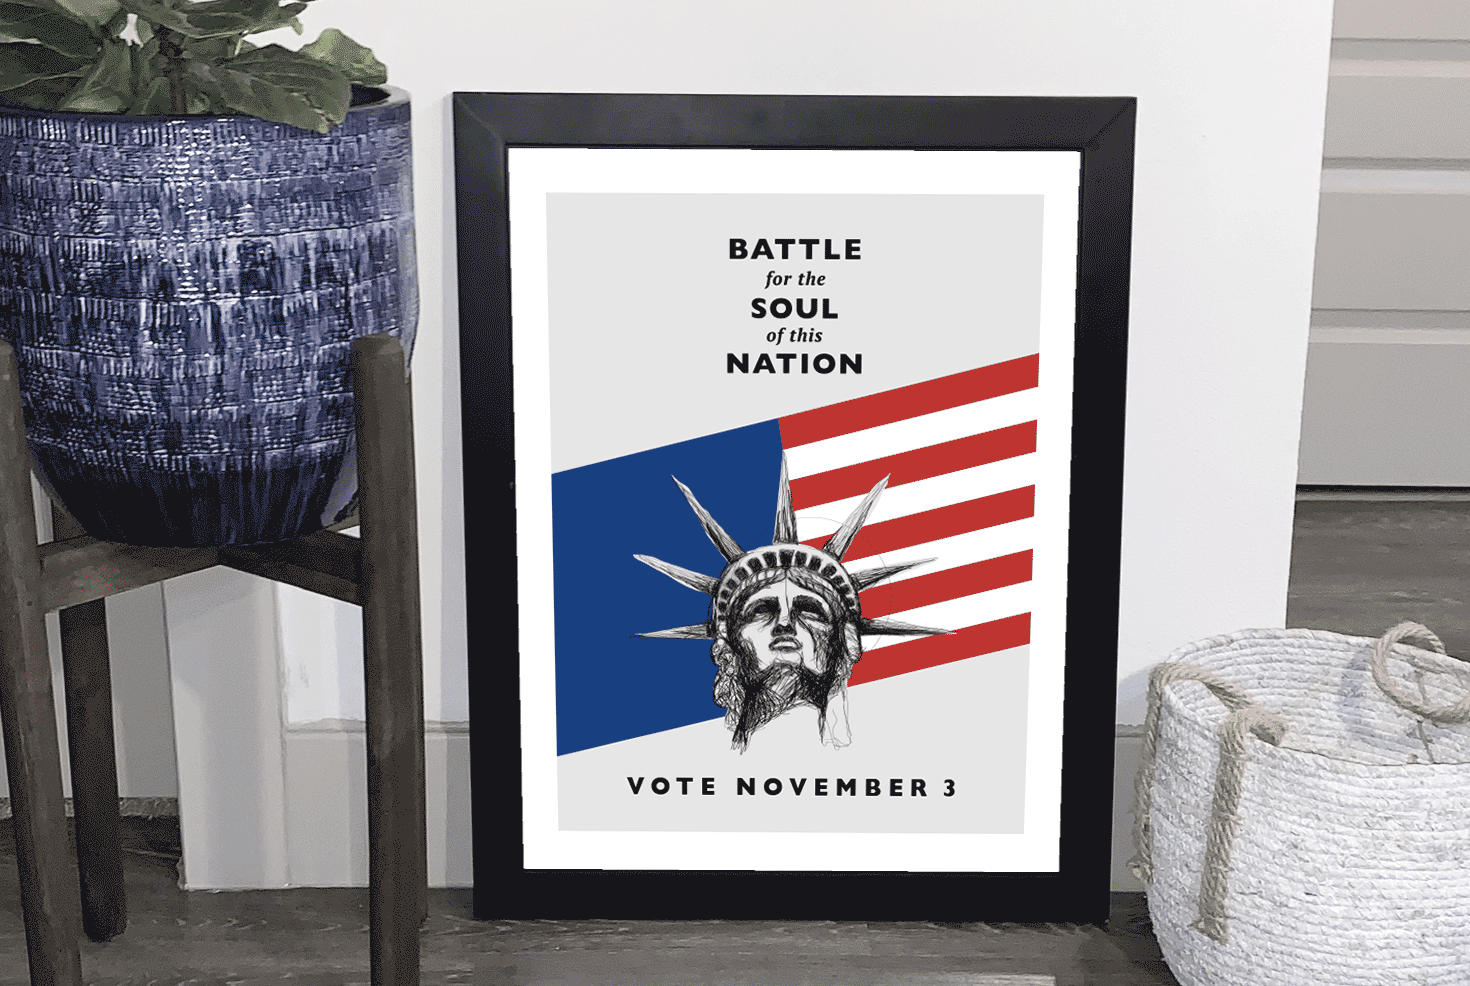 BATTLE
for the
SOUL
of this
NATION
VOTE NOVEMBER 3